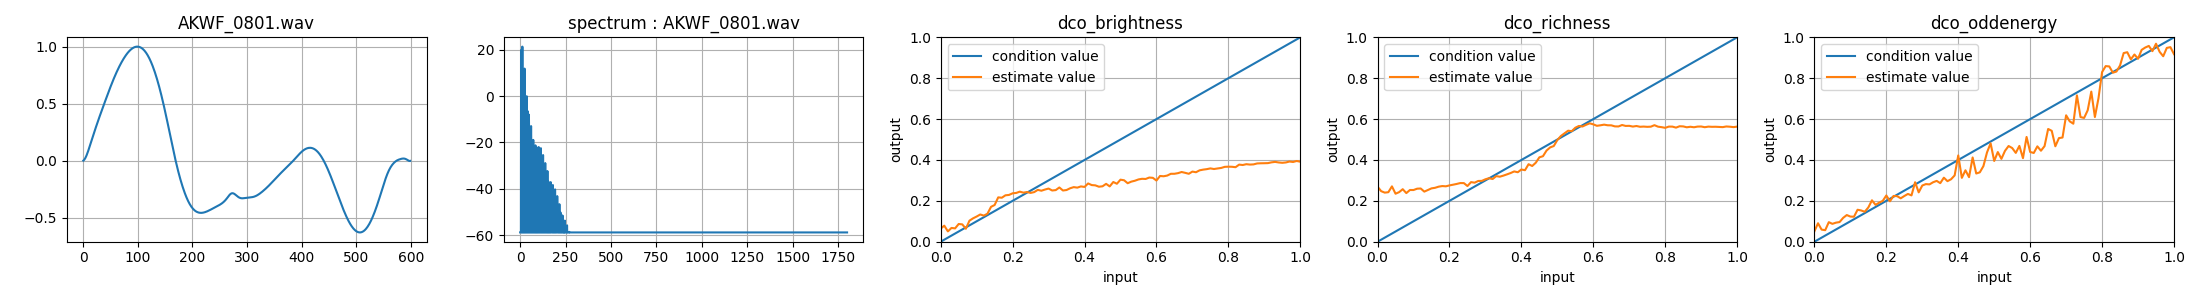 AKWF_0801.wav
1.0
0.5
0.0
−0.5
0 100 200 300 400 500 600
spectrum : AKWF_0801.wav
20
0
−20
−40
−60
0 250 500 750 1000 1250 1500 1750
dco_brightness
condition value
estimate value
output
1.0
0.8
0.6
0.4
0.2
0.0
0.0 0.2 0.4 0.6 0.8 1.0
input
dco_richness
condition value
estimate value
output
1.0
0.8
0.6
0.4
0.2
0.0
0.0 0.2 0.4 0.6 0.8 1.0
input
dco_oddenergy
condition value
estimate value
output
1.0
0.8
0.6
0.4
0.2
0.0
0.0 0.2 0.4 0.6 0.8 1.0
input